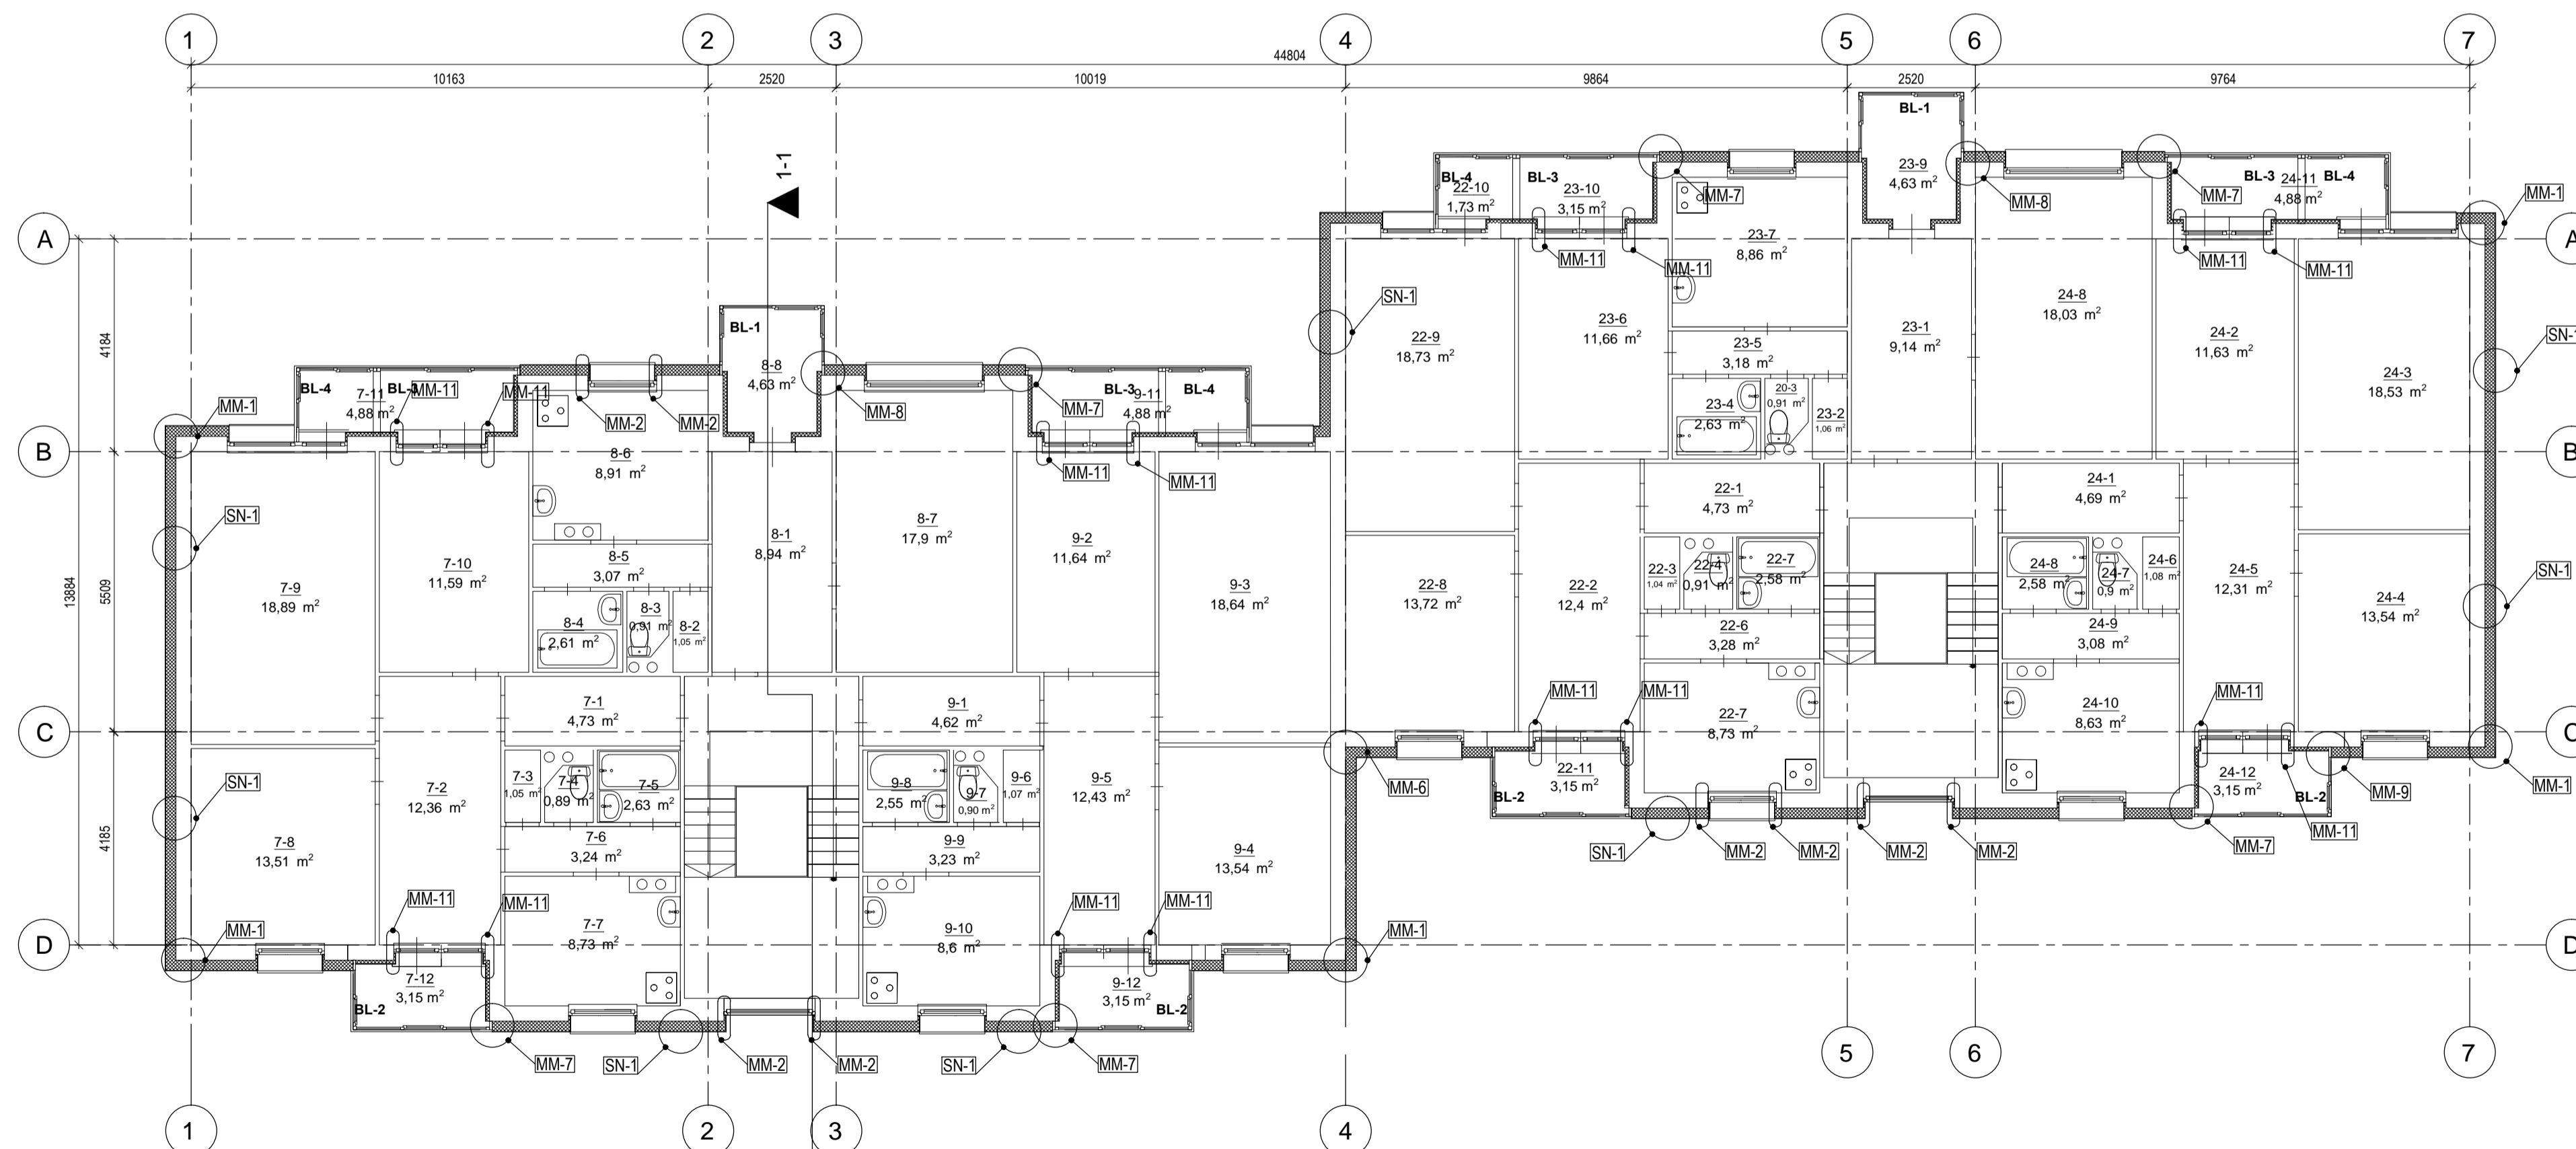 1
2
3
4
5
6
7
44804
10163
2520
10019
9864
2520
9764
BL-1
23-9
4,63 m²
1-1
BL-4
22-10
1,73 m²
BL-3
23-10
3,15 m²
MM-7
MM-8
MM-7
BL-3
24-11
4,88 m²
BL-4
MM-1
A
A
MM-11
MM-11
23-7
8,86 m²
MM-11
MM-11
SN-1
22-9
18,73 m²
23-6
11,66 m²
23-5
3,18 m²
23-1
9,14 m²
24-8
18,03 m²
24-2
11,63 m²
24-3
18,53 m²
SN-1
BL-1
8-8
4,63 m²
4184
MM-1
BL-4
7-11
4,88 m²
BL-3
MM-11
MM-11
MM-2
MM-2
MM-8
MM-7
BL-3
9-11
4,88 m²
BL-4
23-4
2,63 m²
20-3
0,91 m²
23-2
1,06 m²
B
B
8-6
8,91 m²
MM-11
MM-11
SN-1
22-1
4,73 m²
24-1
4,69 m²
8-1
8,94 m²
8-7
17,9 m²
9-2
11,64 m²
8-5
3,07 m²
7-9
18,89 m²
7-10
11,59 m²
9-3
18,64 m²
22-8
13,72 m²
22-2
12,4 m²
22-3
1,04 m²
22-4
0,91 m²
22-7
2,58 m²
24-8
2,58 m²
24-7
0,9 m²
24-6
1,08 m²
24-5
12,31 m²
24-4
13,54 m²
SN-1
13884
5509
8-4
2,61 m²
8-3
0,91 m²
8-2
1,05 m²
22-6
3,28 m²
24-9
3,08 m²
MM-11
MM-11
MM-11
7-1
4,73 m²
9-1
4,62 m²
22-7
8,73 m²
24-10
8,63 m²
C
C
SN-1
7-2
12,36 m²
7-3
1,05 m²
7-4
0,89 m²
7-5
2,63 m²
9-8
2,55 m²
9-7
0,90 m²
9-6
1,07 m²
9-5
12,43 m²
MM-6
BL-2
22-11
3,15 m²
24-12
3,15 m²
BL-2
MM-9
MM-1
4185
7-8
13,51 m²
7-6
3,24 m²
9-9
3,23 m²
9-4
13,54 m²
SN-1
MM-2
MM-2
MM-2
MM-2
MM-7
MM-11
MM-11
MM-11
MM-11
MM-11
MM-1
7-7
8,73 m²
9-10
8,6 m²
MM-1
D
D
7-12
3,15 m²
BL-2
9-12
3,15 m²
BL-2
MM-7
SN-1
MM-2
MM-2
SN-1
MM-7
5
6
7
1
2
3
4